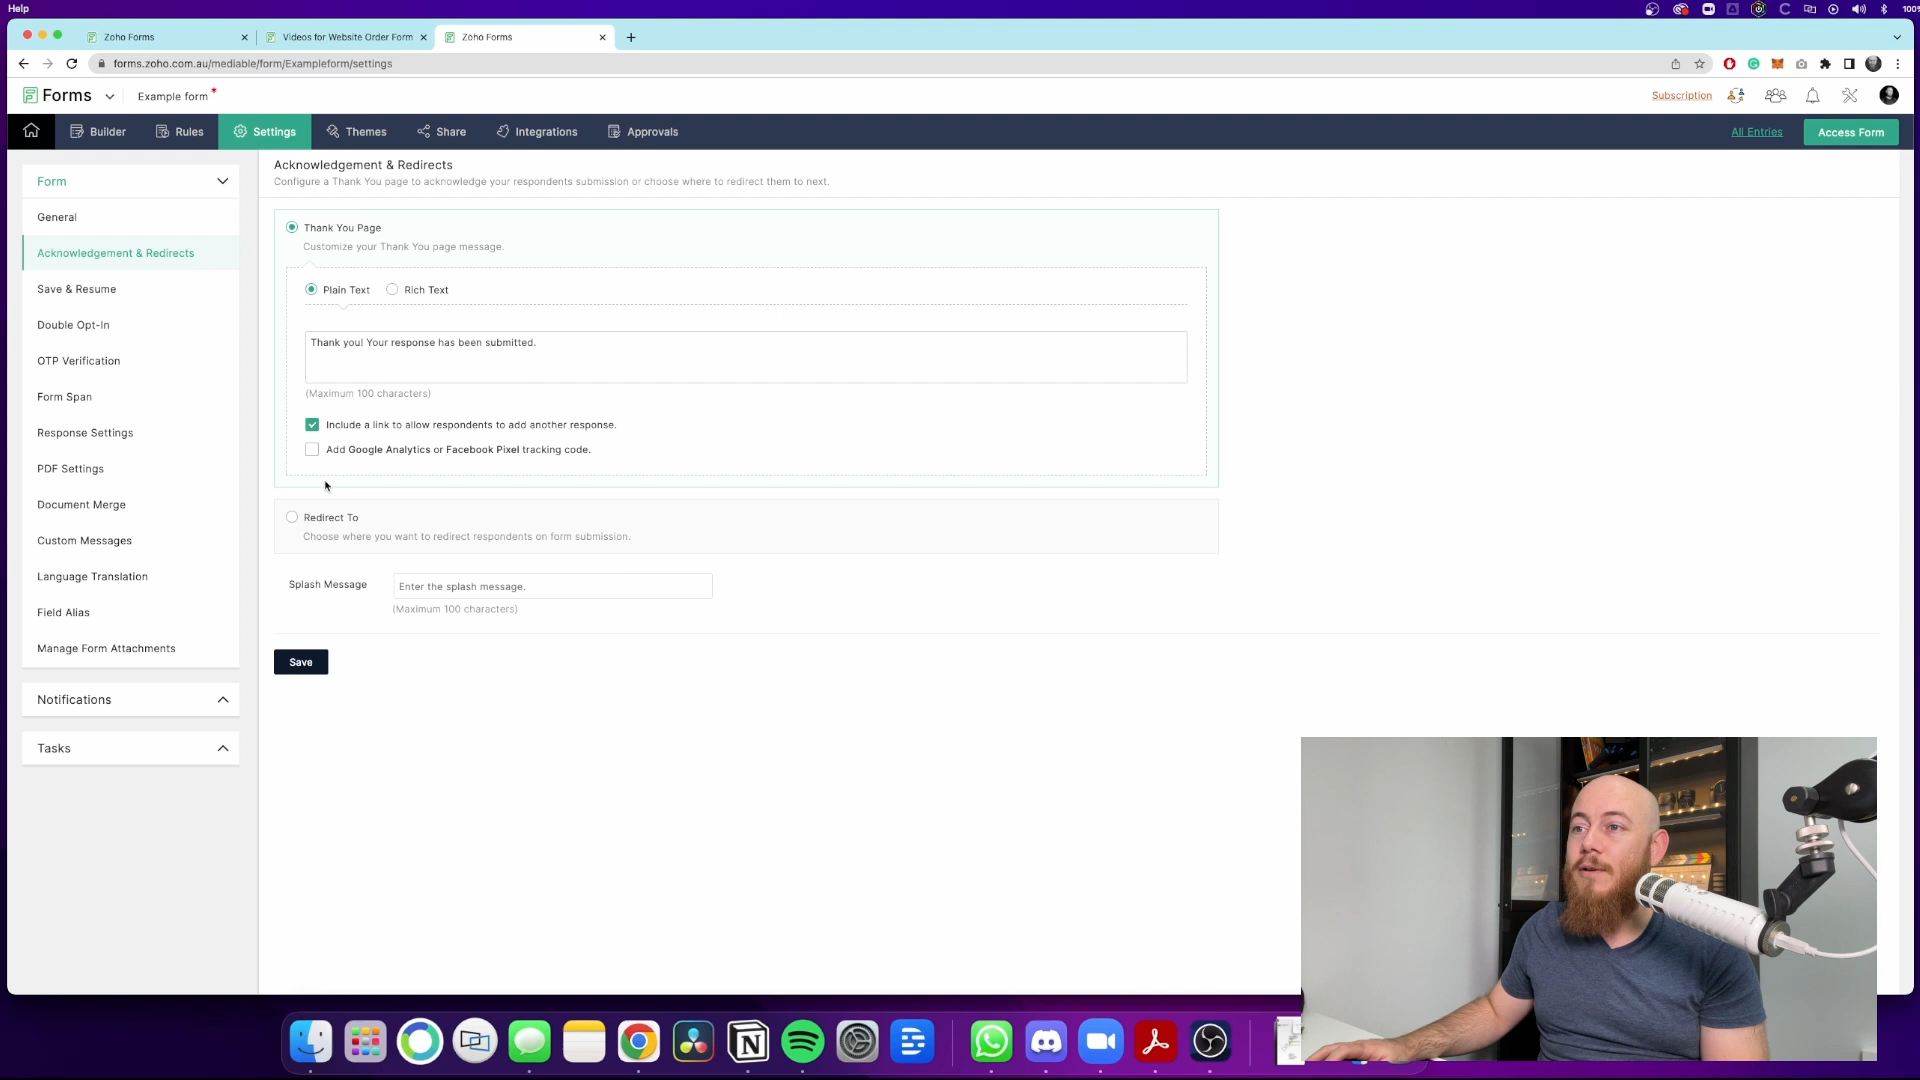 Help
100%
Zoho Forms
Videos for Website Order Form
Zoho Forms
forms.zoho.com.au/mediable/form/Exampleform/settings
Forms
Example form *
Subscription
Builder
Rules
Settings
Themes
Share
Integrations
Approvals
All Entries
Access Form
Form
General
Acknowledgement & Redirects
Save & Resume
Double Opt-In
OTP Verification
Form Span
Response Settings
PDF Settings
Document Merge
Custom Messages
Language Translation
Field Alias
Manage Form Attachments
Notifications
Tasks
Acknowledgement & Redirects
Configure a Thank You page to acknowledge your respondents submission or choose where to redirect them to next.
Thank You Page
Customize your Thank You page message.
Plain Text
Rich Text
Thank you! Your response has been submitted.
(Maximum 100 characters)
Include a link to allow respondents to add another response.
Add Google Analytics or Facebook Pixel tracking code.
Redirect To
Choose where you want to redirect respondents on form submission.
Splash Message
Enter the splash message.
(Maximum 100 characters)
Save